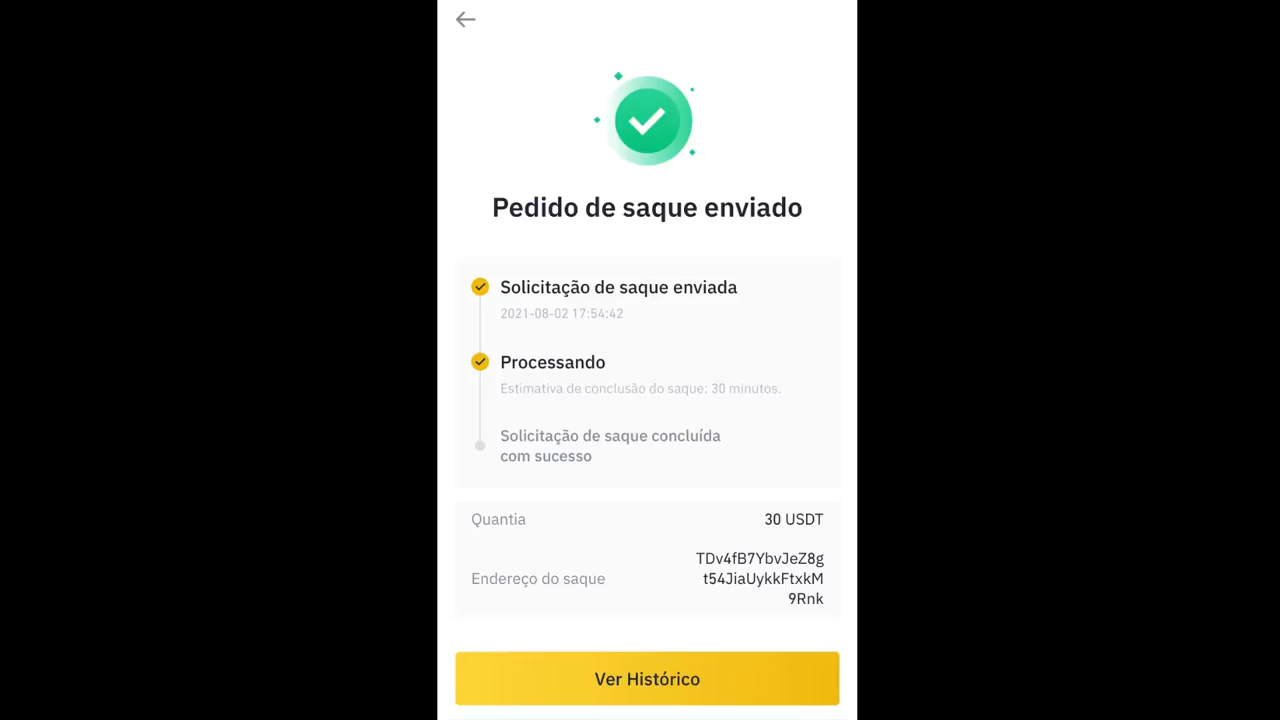 Pedido de saque enviado
Solicitação de saque enviada
2021-08-02 17:54:42
Processando
Estimativa de conclusão do saque: 30 minutos.
Solicitação de saque concluída
com sucesso
Quantia 30 USDT
Endereço do saque
TDv4fB7YbvJeZ8g
t54JiaUykkFtxkM
9Rnk
Ver Histórico